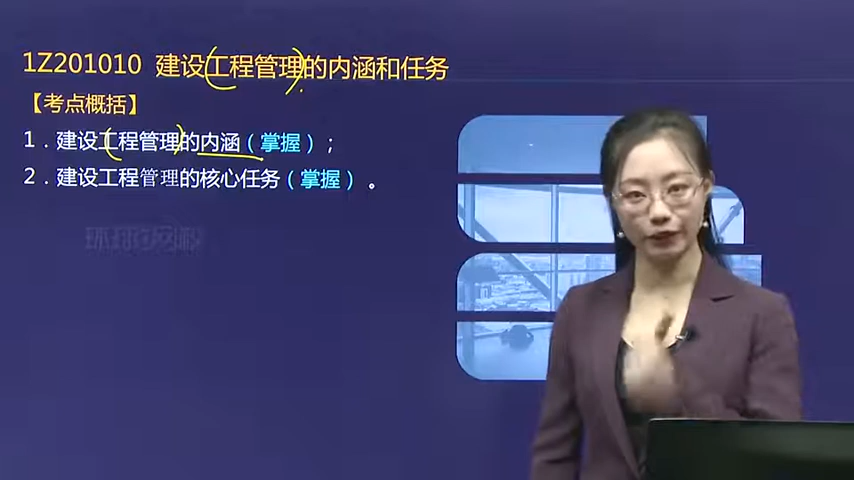 1Z201010 建设工程管理的内涵和任务
【考点概括】
1．建设工程管理的内涵（掌握）；
2．建设工程管理的核心任务（掌握）。